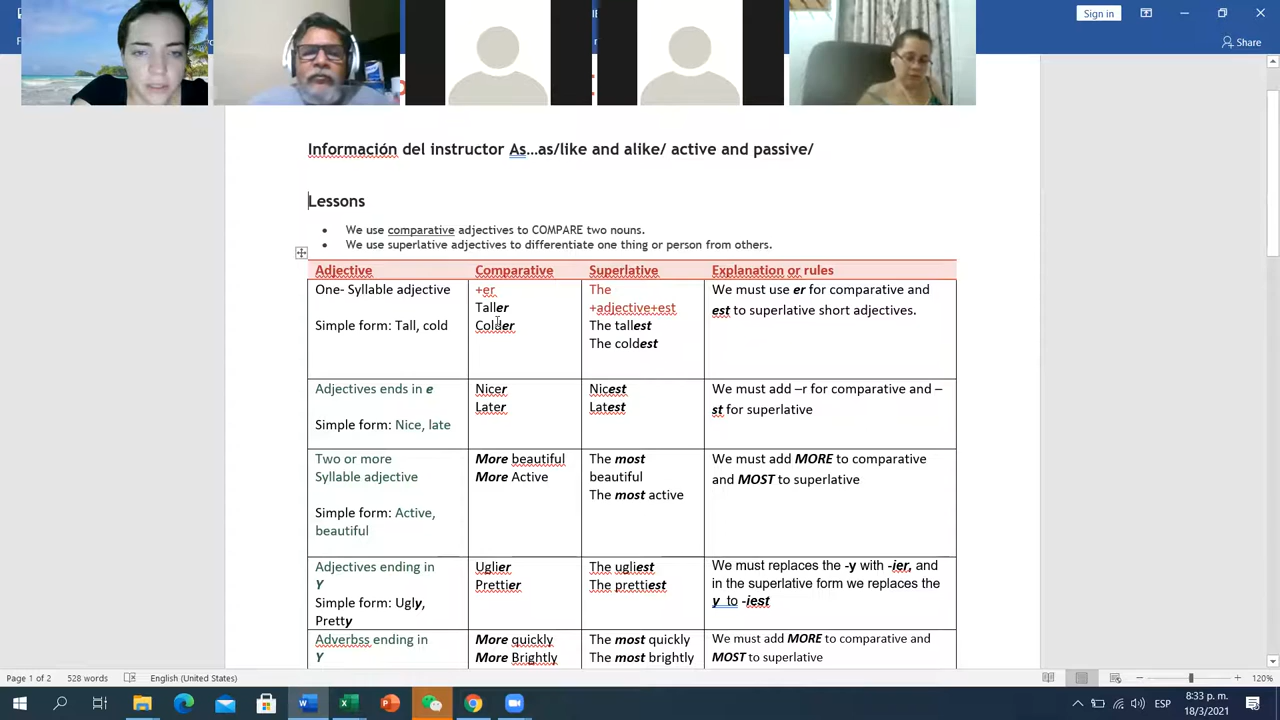 Sign in
Share
Información del instructor As…as/like and alike/ active and passive/
Lessons
• We use comparative adjectives to COMPARE two nouns.
• We use superlative adjectives to differentiate one thing or person from others.
Adjective Comparative Superlative Explanation or rules
One- Syllable adjective
Simple form: Tall, cold
+er
Taller
Colder
The
+adjective+est
The tallest
The coldest
We must use er for comparative and
est to superlative short adjectives.
Adjectives ends in e
Simple form: Nice, late
Nicer
Later
Nicest
Latest
We must add –r for comparative and –
st for superlative
Two or more
Syllable adjective
Simple form: Active,
beautiful
More beautiful
More Active
The most
beautiful
The most active
We must add MORE to comparative
and MOST to superlative
Adjectives ending in
Y
Simple form: Ugly,
Pretty
Uglier
Prettier
The ugliest
The prettiest
We must replaces the -y with -ier, and
in the superlative form we replaces the
y to -iest
Adverbss ending in
Y
More quickly
More Brightly
The most quickly
The most brightly
We must add MORE to comparative and
MOST to superlative
Page 1 of 2 528 words English (United States) 120%
ESP 8:33 p. m.
18/3/2021